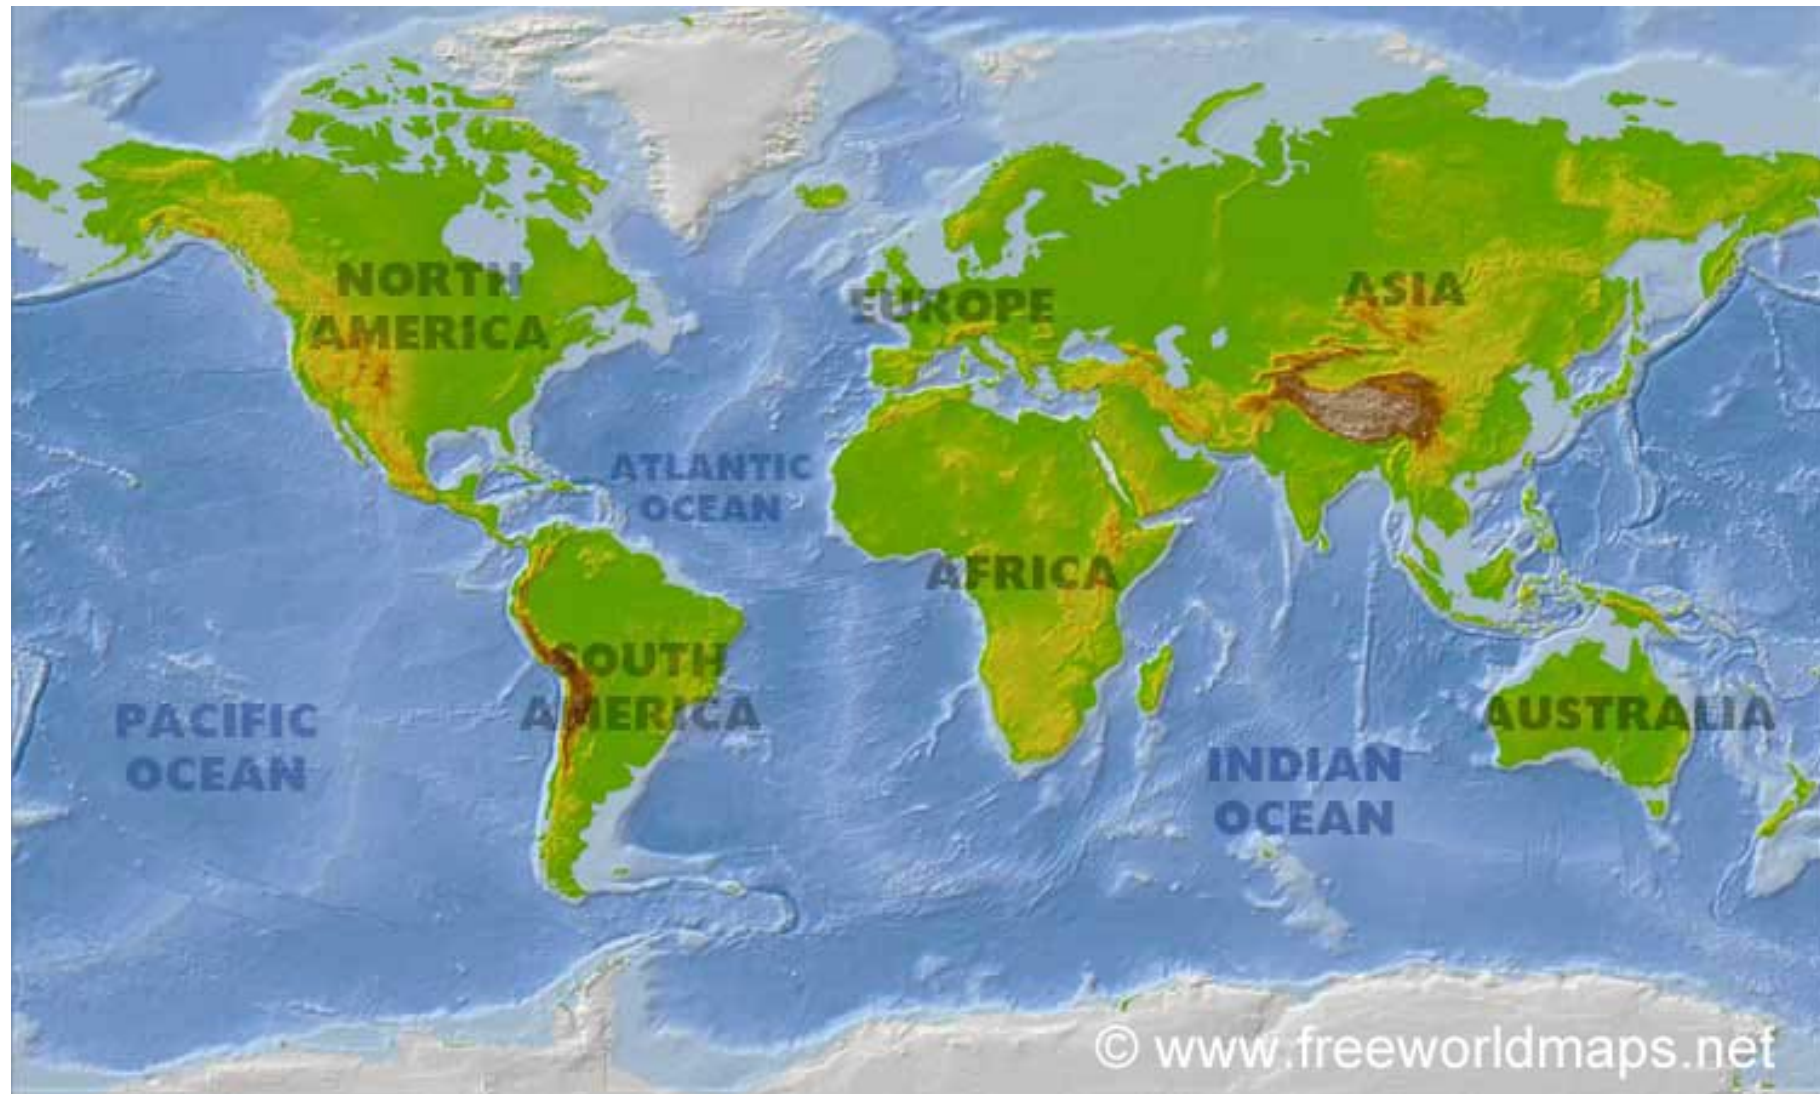 NORTH
AMERICA
EUROPE
ASIA
ATLANTIC
OCEAN
AFRICA
SOUTH
AMERICA
PACIFIC
OCEAN
AUSTRALIA
INDIAN
OCEAN
© www.freeworldmaps.net